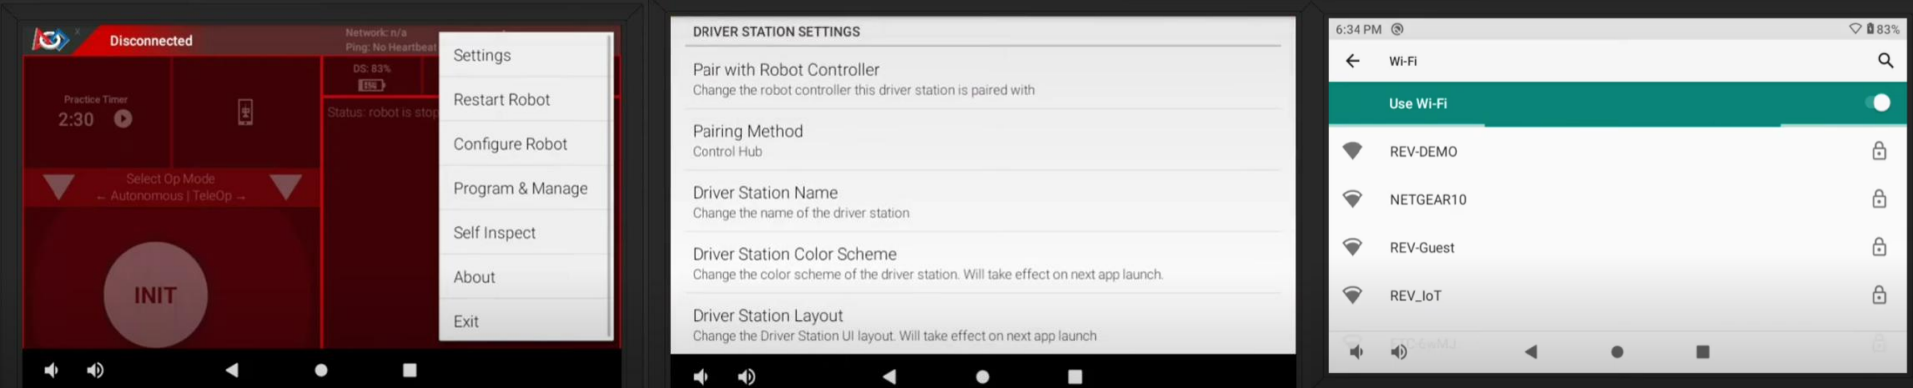 Disconnected
Network: n/a
Ping: No Heartbeat
DS: 83%
Practice Timer
2:30
Status: robot is stop
Select Op Mode
← Autonomous | TeleOp →
INIT
Settings
Restart Robot
Configure Robot
Program & Manage
Self Inspect
About
Exit
DRIVER STATION SETTINGS
Pair with Robot Controller
Change the robot controller this driver station is paired with
Pairing Method
Control Hub
Driver Station Name
Change the name of the driver station
Driver Station Color Scheme
Change the color scheme of the driver station. Will take effect on next app launch.
Driver Station Layout
Change the Driver Station UI layout. Will take effect on next app launch
6:34 PM
83%
Wi-Fi
Use Wi-Fi
REV-DEMO
NETGEAR10
REV-Guest
REV_IoT